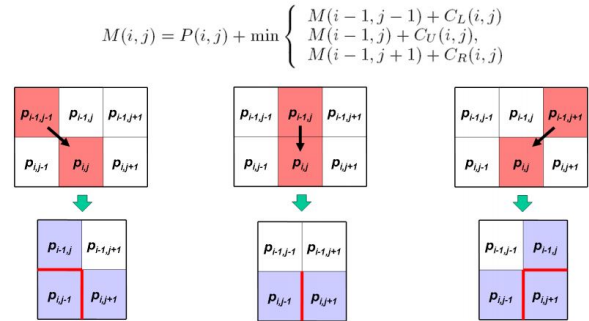 M(i, j) = P(i, j) + min { M(i − 1, j − 1) + C_L(i, j)
M(i − 1, j) + C_U(i, j),
M(i − 1, j + 1) + C_R(i, j)
p_{i-1,j-1} p_{i-1,j} p_{i-1,j+1} p_{i-1,j-1} p_{i-1,j} p_{i-1,j+1} p_{i-1,j-1} p_{i-1,j} p_{i-1,j+1}
p_{i,j-1} p_{i,j} p_{i,j+1} p_{i,j-1} p_{i,j} p_{i,j+1} p_{i,j-1} p_{i,j} p_{i,j+1}
p_{i-1,j} p_{i-1,j+1} p_{i-1,j-1} p_{i-1,j+1} p_{i-1,j-1} p_{i-1,j}
p_{i,j-1} p_{i,j+1} p_{i,j-1} p_{i,j+1} p_{i,j-1} p_{i,j+1}